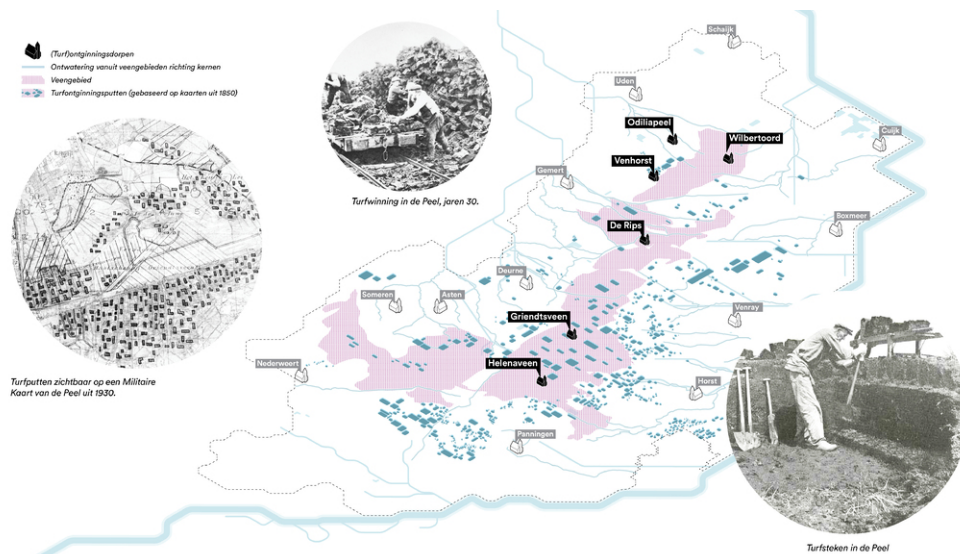 (Turf)ontginningsdorpen
Ontwatering vanuit veengebieden richting kernen
Veengebied
Turfontginningsputten (gebaseerd op kaarten uit 1850)
Turfwinning in de Peel, jaren 30.
Turfputten zichtbaar op een Militaire
Kaart van de Peel uit 1930.
Schaijk
Uden
Odiliapeel
Wilbertoord
Cuijk
Venhorst
Gemert
Boxmeer
De Rips
Deurne
Someren
Asten
Venray
Griendtsveen
Helenaveen
Nederweert
Horst
Panningen
Turfsteken in de Peel